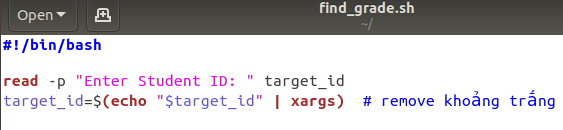 Open
find_grade.sh
~/
#!/bin/bash
read -p "Enter Student ID: " target_id
target_id=$(echo "$target_id" | xargs)  # remove khoảng trắng